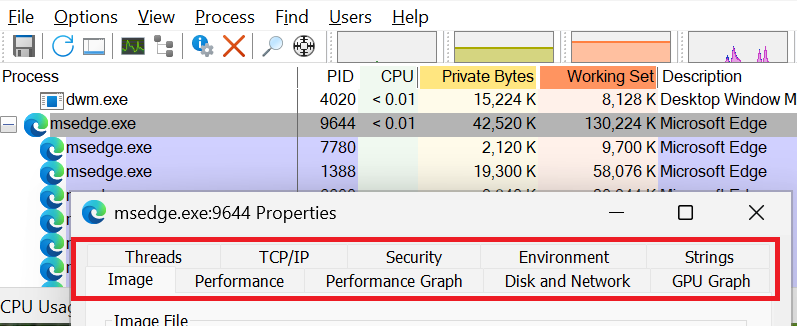 File Options View Process Find Users Help
Process PID CPU Private Bytes Working Set Description
dwm.exe 4020 < 0.01 15,224 K 8,128 K Desktop Window M
msedge.exe 9644 < 0.01 42,520 K 130,224 K Microsoft Edge
msedge.exe 7780 2,120 K 9,700 K Microsoft Edge
msedge.exe 1388 19,300 K 58,076 K Microsoft Edge
msedge.exe:9644 Properties
Threads TCP/IP Security Environment Strings
Image Performance Performance Graph Disk and Network GPU Graph
CPU Usag
Image File